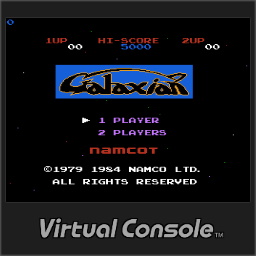 1UP HI-SCORE 2UP
00 5000 00
Galaxian
1 PLAYER
2 PLAYERS
namcot
©1979 1984 NAMCO LTD.
ALL RIGHTS RESERVED
Virtual Console™